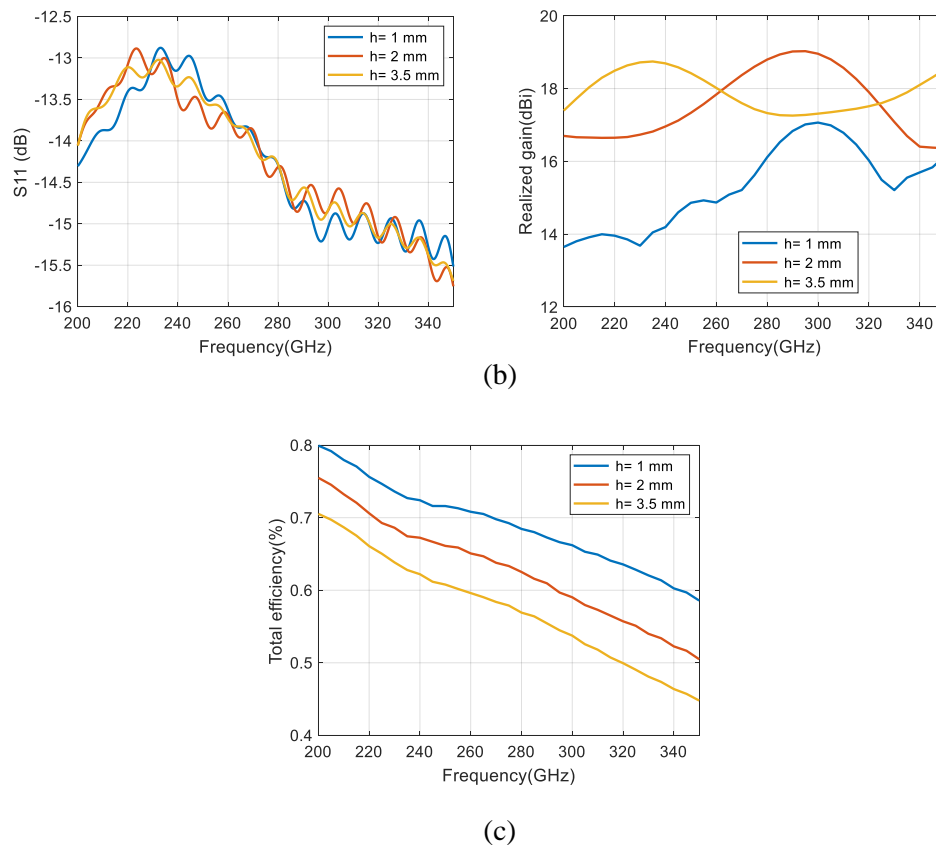 -12.5
-13
-13.5
-14
-14.5
-15
-15.5
-16
S11 (dB)
h= 1 mm
h= 2 mm
h= 3.5 mm
200 220 240 260 280 300 320 340
Frequency(GHz)
20
18
16
14
12
Realized gain(dBi)
h= 1 mm
h= 2 mm
h= 3.5 mm
200 220 240 260 280 300 320 340
Frequency(GHz)
(b)
0.8
0.7
0.6
0.5
0.4
Total efficiency(%)
h= 1 mm
h= 2 mm
h= 3.5 mm
200 220 240 260 280 300 320 340
Frequency(GHz)
(c)